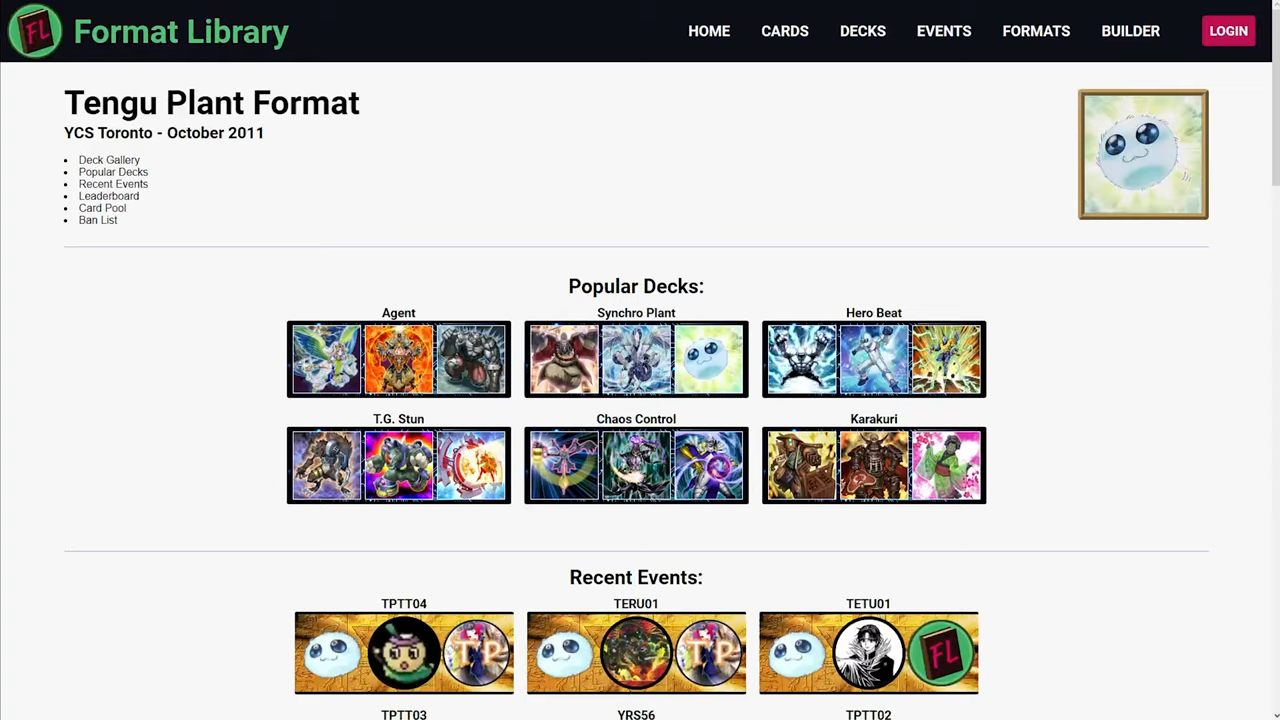 FL Format Library HOME CARDS DECKS EVENTS FORMATS BUILDER LOGIN
Tengu Plant Format
YCS Toronto - October 2011
Deck Gallery
Popular Decks
Recent Events
Leaderboard
Card Pool
Ban List
Popular Decks:
Agent Synchro Plant Hero Beat
T.G. Stun Chaos Control Karakuri
Recent Events:
TPTT04 TERU01 TETU01
TP TP FL
TPTT03 YRS56 TPTT02